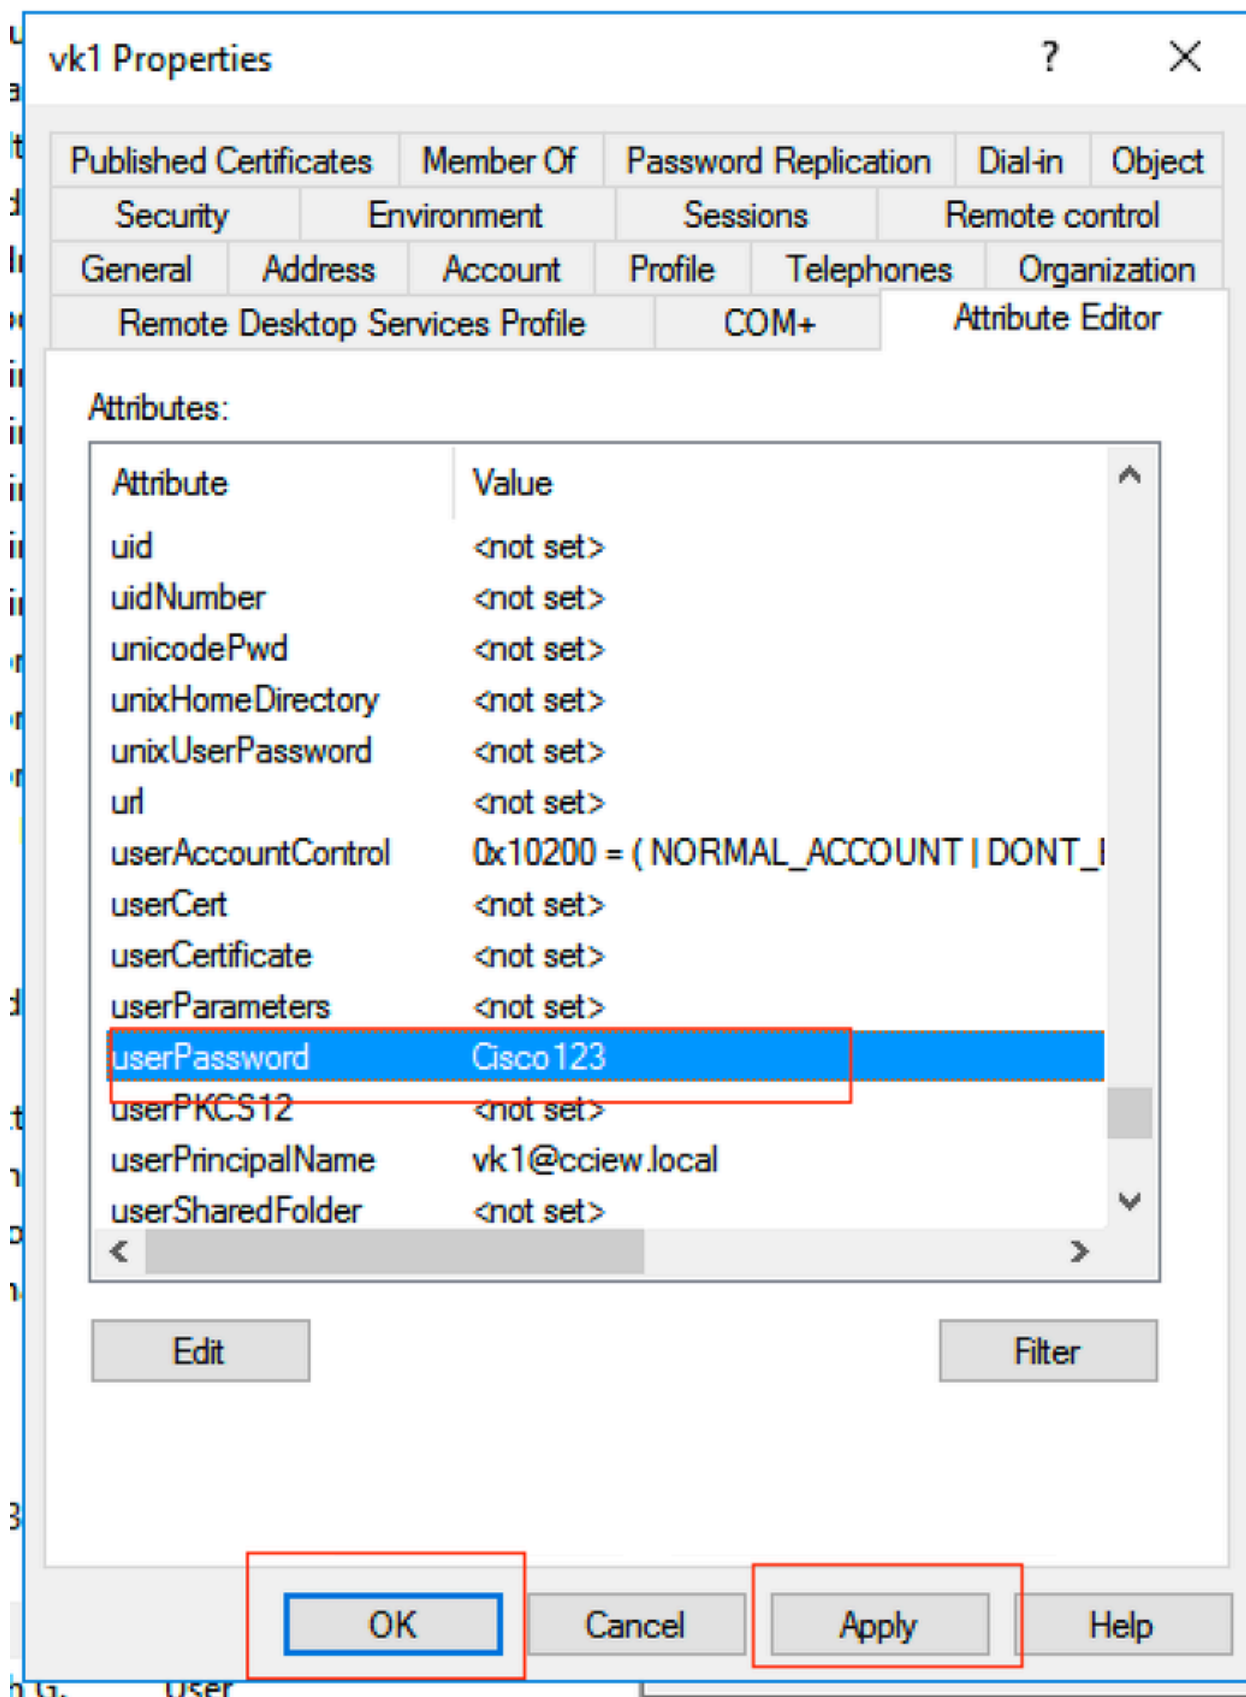 vk1 Properties ?
Published Certificates Member Of Password Replication Dial-in Object
Security Environment Sessions Remote control
General Address Account Profile Telephones Organization
Remote Desktop Services Profile COM+ Attribute Editor
Attributes:
Attribute Value
uid <not set>
uidNumber <not set>
unicodePwd <not set>
unixHomeDirectory <not set>
unixUserPassword <not set>
url <not set>
userAccountControl 0x10200 = ( NORMAL_ACCOUNT | DONT_
userCert <not set>
userCertificate <not set>
userParameters <not set>
userPassword Cisco123
userPKCS12 <not set>
userPrincipalName vk1@cciew.local
userSharedFolder <not set>
Edit Filter
OK Cancel Apply Help
User